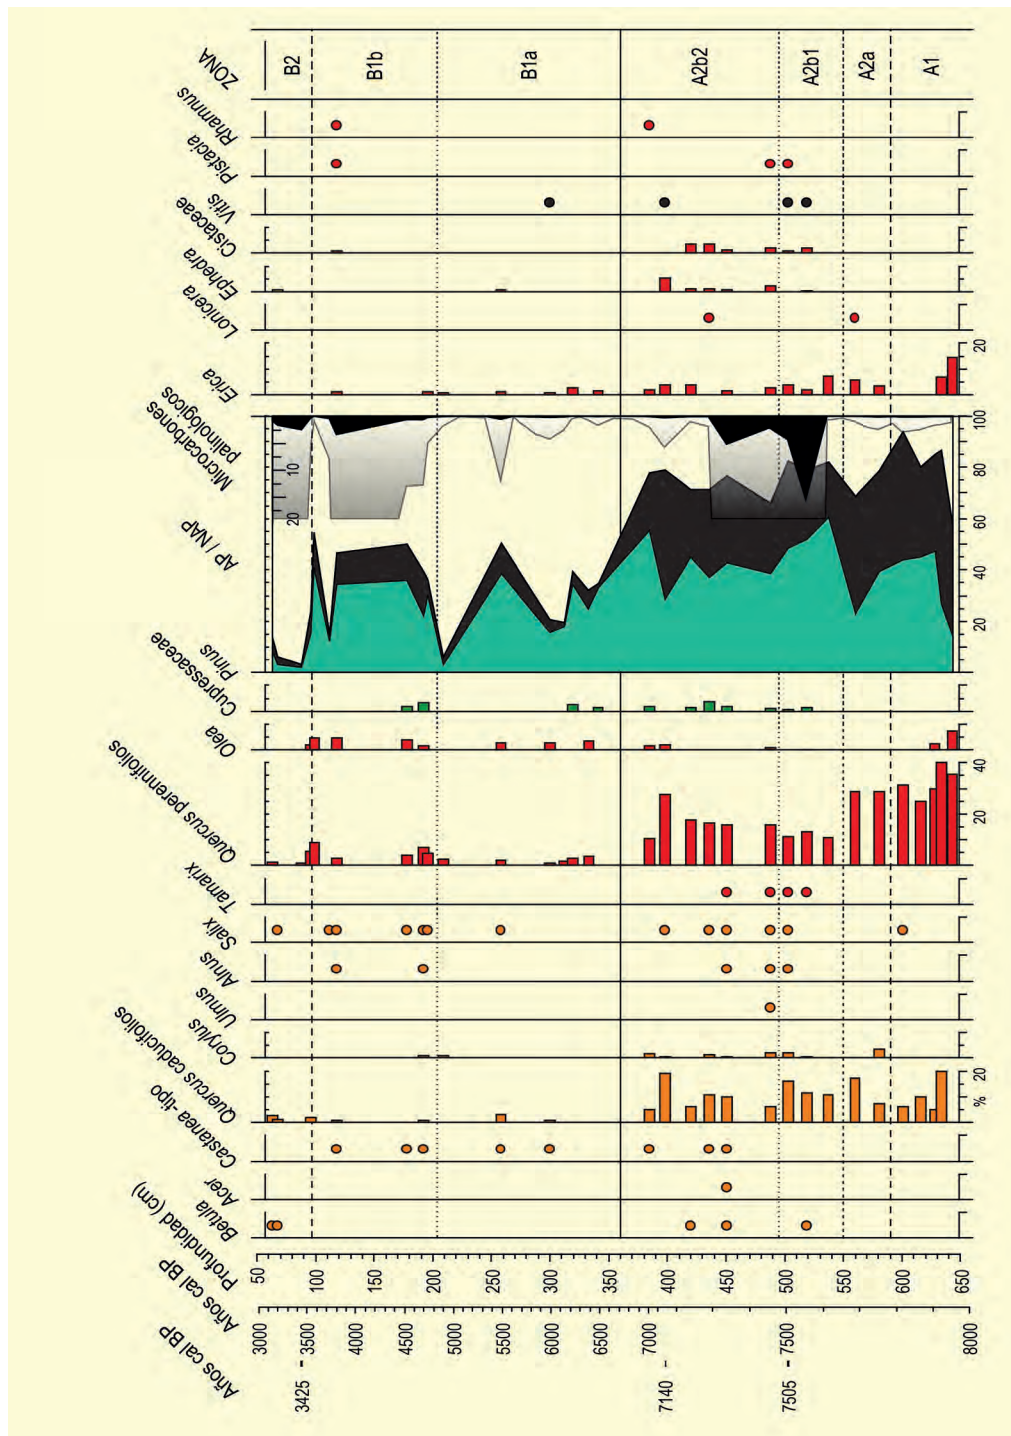 Años cal BP
Años cal BP
Profundidad (cm)
Betula
Acer
Castanea -tipo
Quercus caducifolios
Corylus
Ulmus
Alnus
Salix
Tamarix
Quercus perennifolios
Olea
Cupressaceae
Pinus
AP / NAP
Microcarbones
palinológicos
Erica
Lonicera
Ephedra
Cistaceae
Vitis
Pistacia
Rhamnus
ZONA
3425 -
7140 -
7505 -
3000
3500
4000
4500
5000
5500
6000
6500
7000
7500
8000
50
100
150
200
250
300
350
400
450
500
550
600
650
% 20
20 40
20 40 60 80 100
10 20
20
B2
B1b
B1a
A2b2
A2b1
A2a
A1